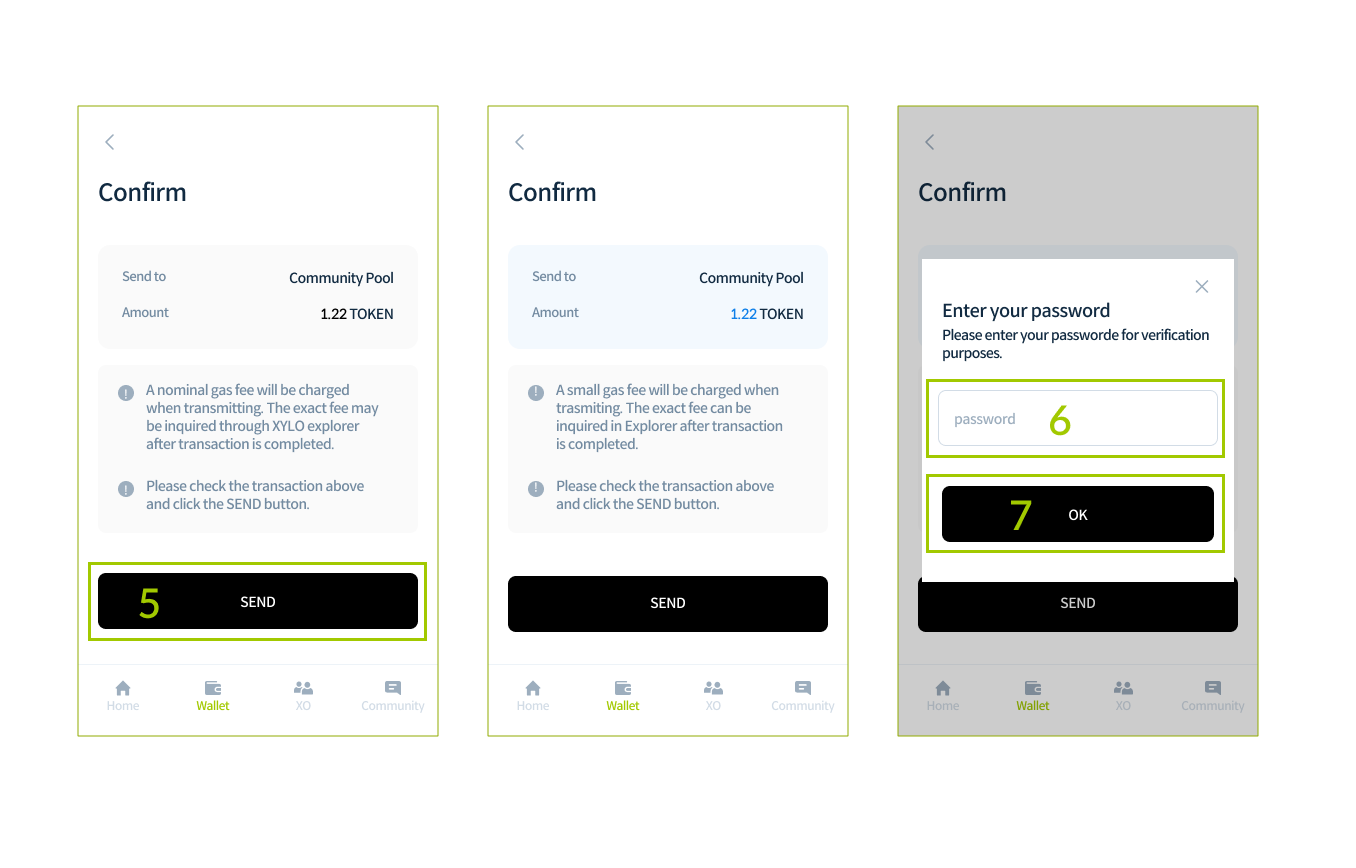 Confirm
Send to Community Pool
Amount 1.22 TOKEN
A nominal gas fee will be charged
when transmitting. The exact fee may
be inquired through XYLO explorer
after transaction is completed.
Please check the transaction above
and click the SEND button.
5 SEND
Home Wallet XO Community
Confirm
Send to Community Pool
Amount 1.22 TOKEN
A small gas fee will be charged when
trasmiting. The exact fee can be
inquired in Explorer after transaction
is completed.
Please check the transaction above
and click the SEND button.
SEND
Home Wallet XO Community
Confirm
Enter your password
Please enter your passworde for verification
purposes.
password 6
7 OK
SEND
Home Wallet XO Community